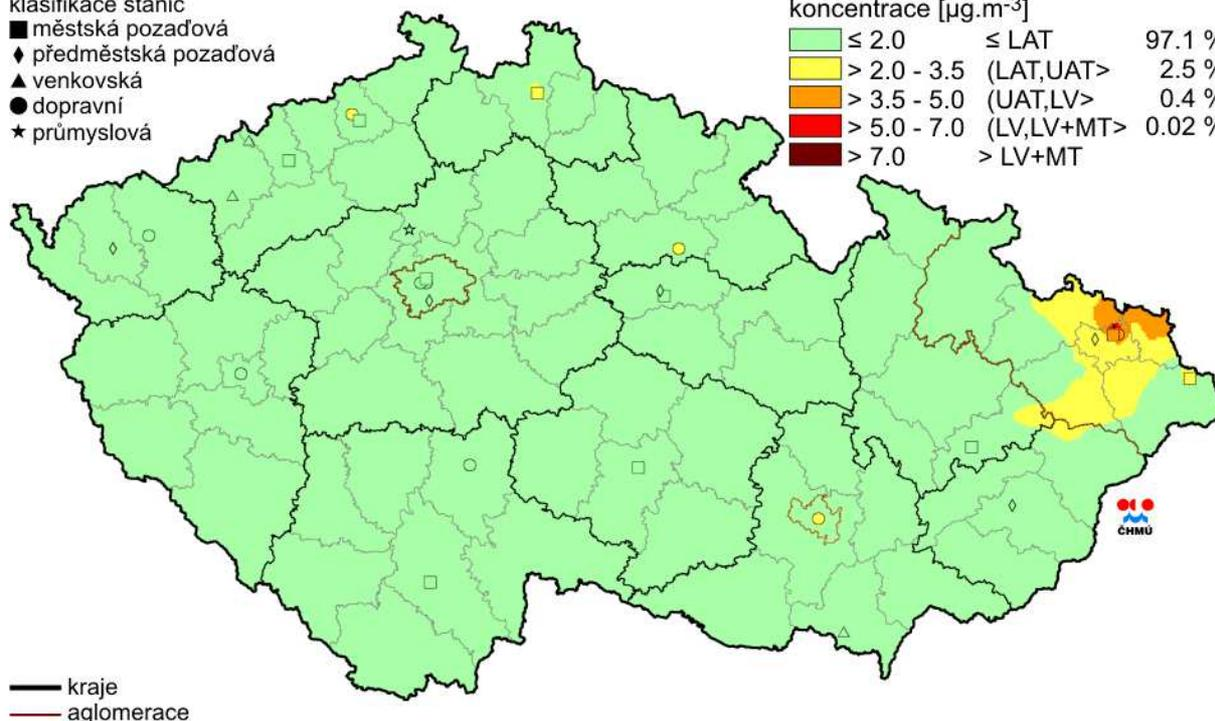 klasifikace stanic
městská pozaďová
předměstská pozaďová
venkovská
dopravní
průmyslová
koncentrace [µg.m-3]
≤ 2.0 ≤ LAT 97.1 %
> 2.0 - 3.5 (LAT,UAT> 2.5 %
> 3.5 - 5.0 (UAT,LV> 0.4 %
> 5.0 - 7.0 (LV,LV+MT> 0.02 %
> 7.0 > LV+MT
ČHMÚ
kraje
aglomerace